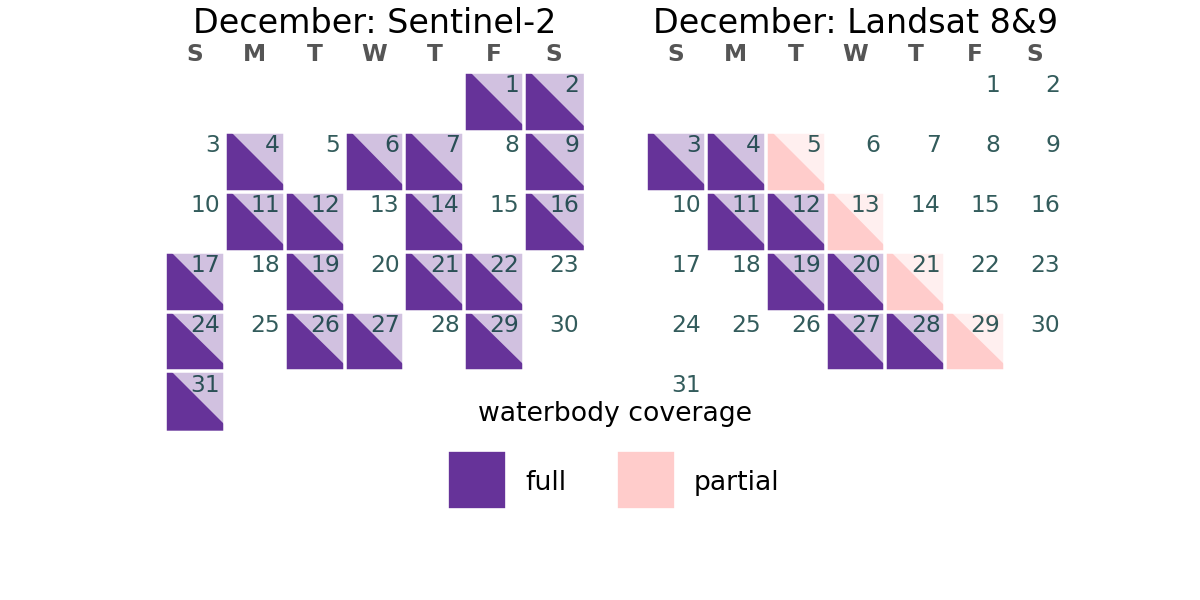 December: Sentinel-2
S M T W T F S
1 2
3 4 5 6 7 8 9
10 11 12 13 14 15 16
17 18 19 20 21 22 23
24 25 26 27 28 29 30
31
December: Landsat 8&9
S M T W T F S
1 2
3 4 5 6 7 8 9
10 11 12 13 14 15 16
17 18 19 20 21 22 23
24 25 26 27 28 29 30
31
waterbody coverage
full partial